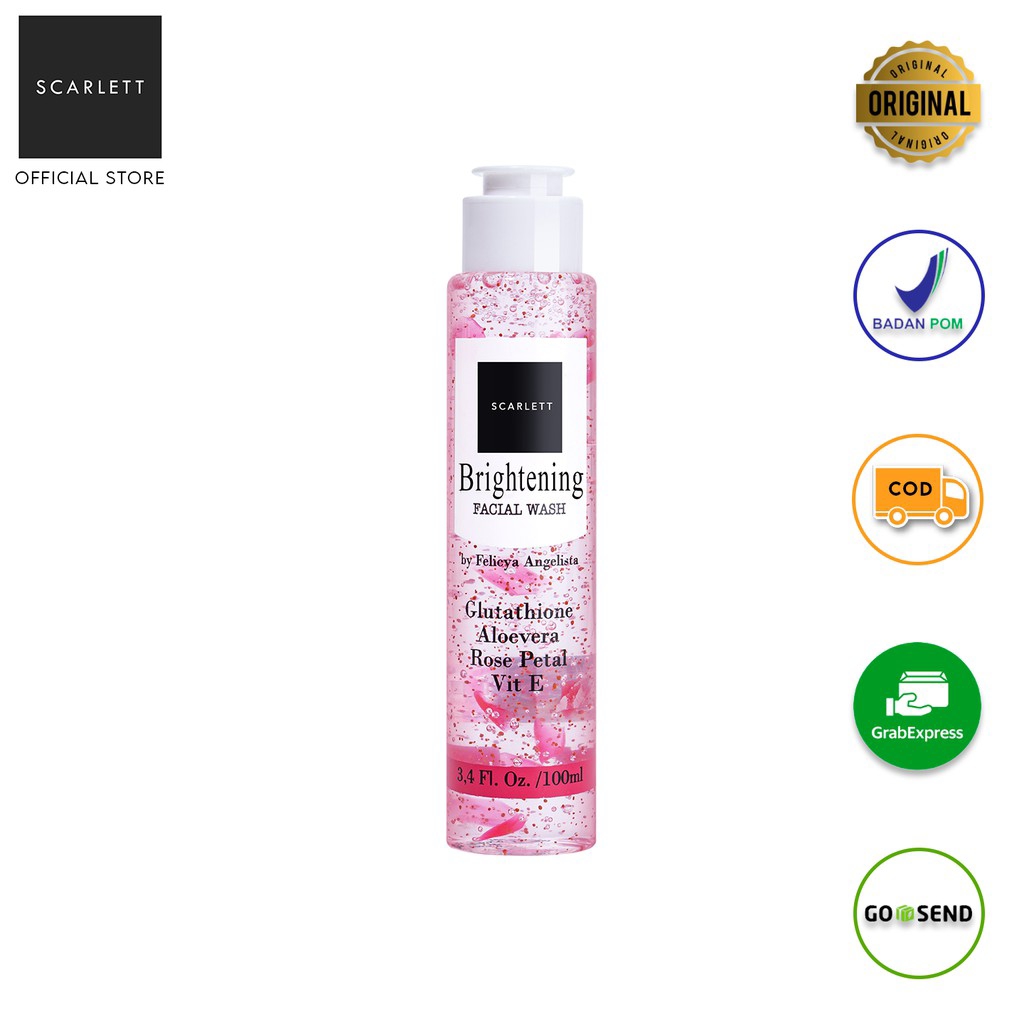 SCARLETT
OFFICIAL STORE
SCARLETT
Brightening
FACIAL WASH
by Felicya Angelista
Glutathione
Aloevera
Rose Petal
Vit E
3,4 Fl. Oz. /100ml
ORIGINAL
ORIGINAL
ORIGINAL
BADAN POM
COD
GrabExpress
GO SEND